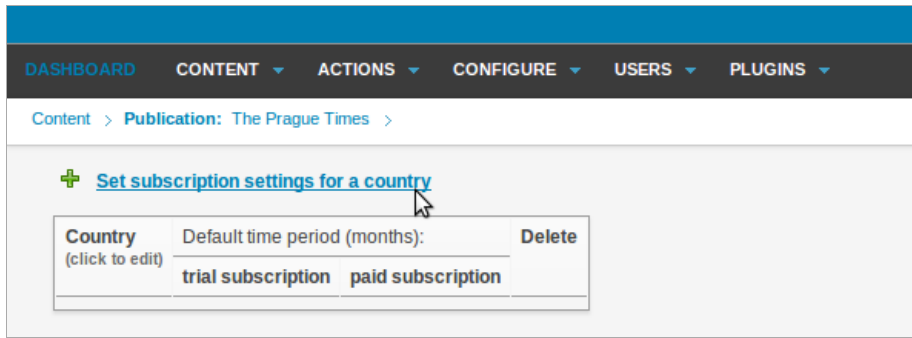 DASHBOARD CONTENT ACTIONS CONFIGURE USERS PLUGINS
Content > Publication: The Prague Times >
Set subscription settings for a country
Country Default time period (months): Delete
(click to edit)
trial subscription paid subscription